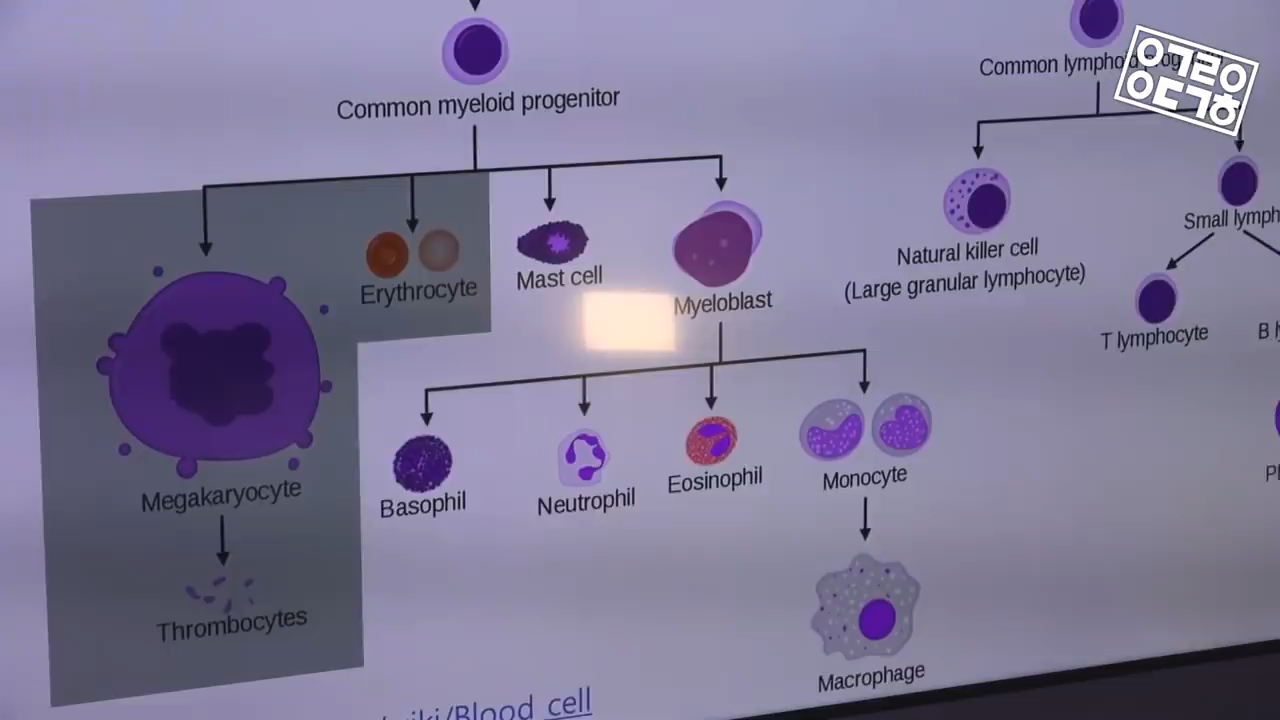 Common myeloid progenitor
Common lymphoid
Erythrocyte
Mast cell
Myeloblast
Natural killer cell
(Large granular lymphocyte)
Small lymph
T lymphocyte
B l
Megakaryocyte
Basophil
Neutrophil
Eosinophil
Monocyte
Thrombocytes
Macrophage
/wiki/Blood_cell